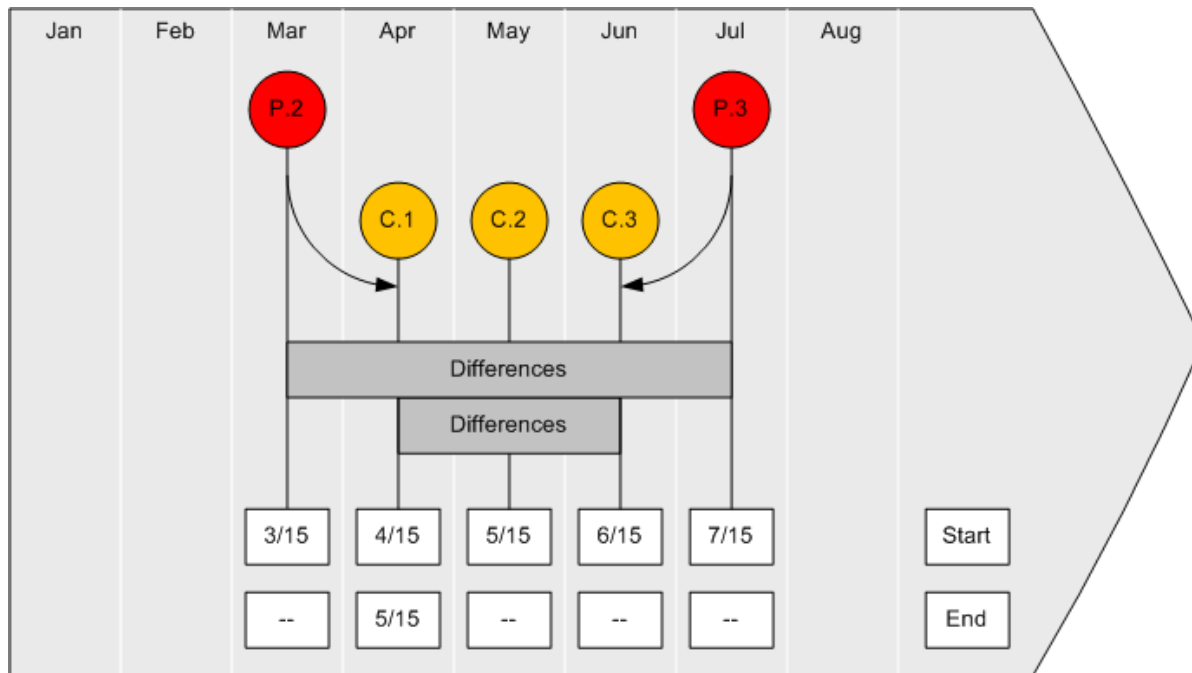 Jan Feb Mar Apr May Jun Jul Aug
P.2 P.3
C.1 C.2 C.3
Differences
Differences
3/15 4/15 5/15 6/15 7/15 Start
-- 5/15 -- -- -- End